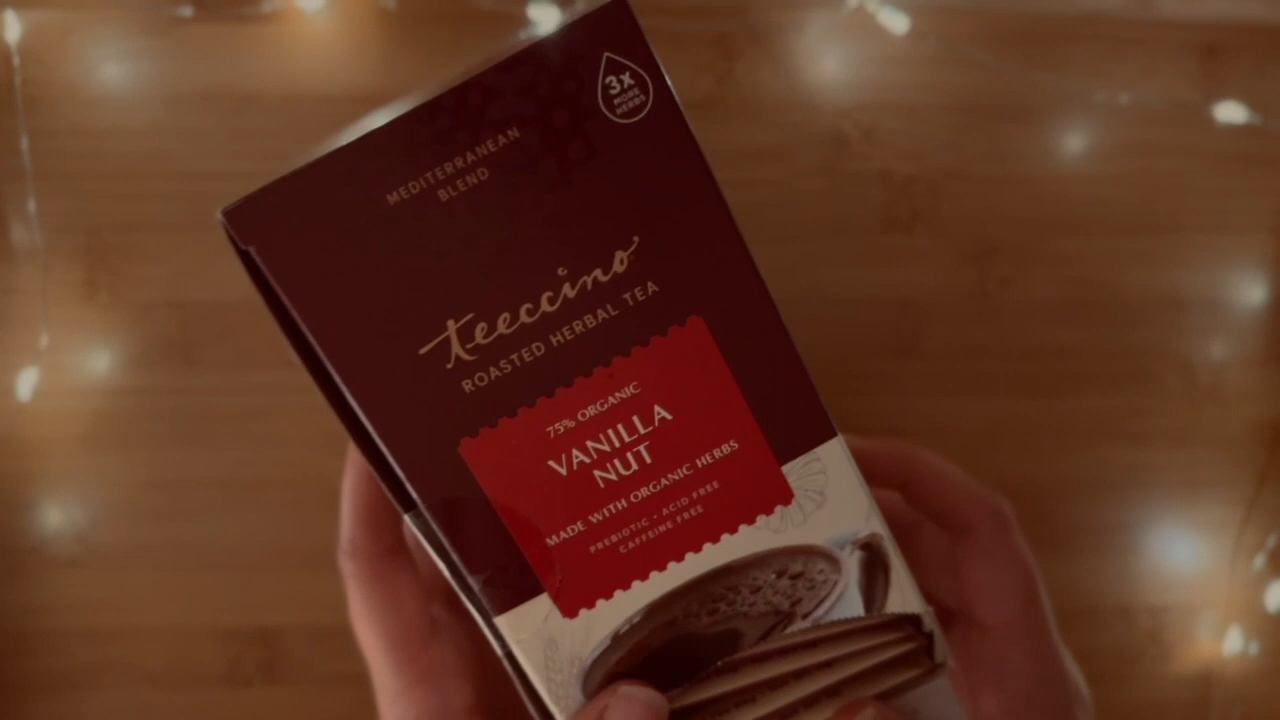 3x
MORE
HERBS
MEDITERRANEAN
BLEND
teeccino
ROASTED HERBAL TEA
75% ORGANIC
VANILLA
NUT
MADE WITH ORGANIC HERBS
PREBIOTIC • ACID FREE
CAFFEINE FREE